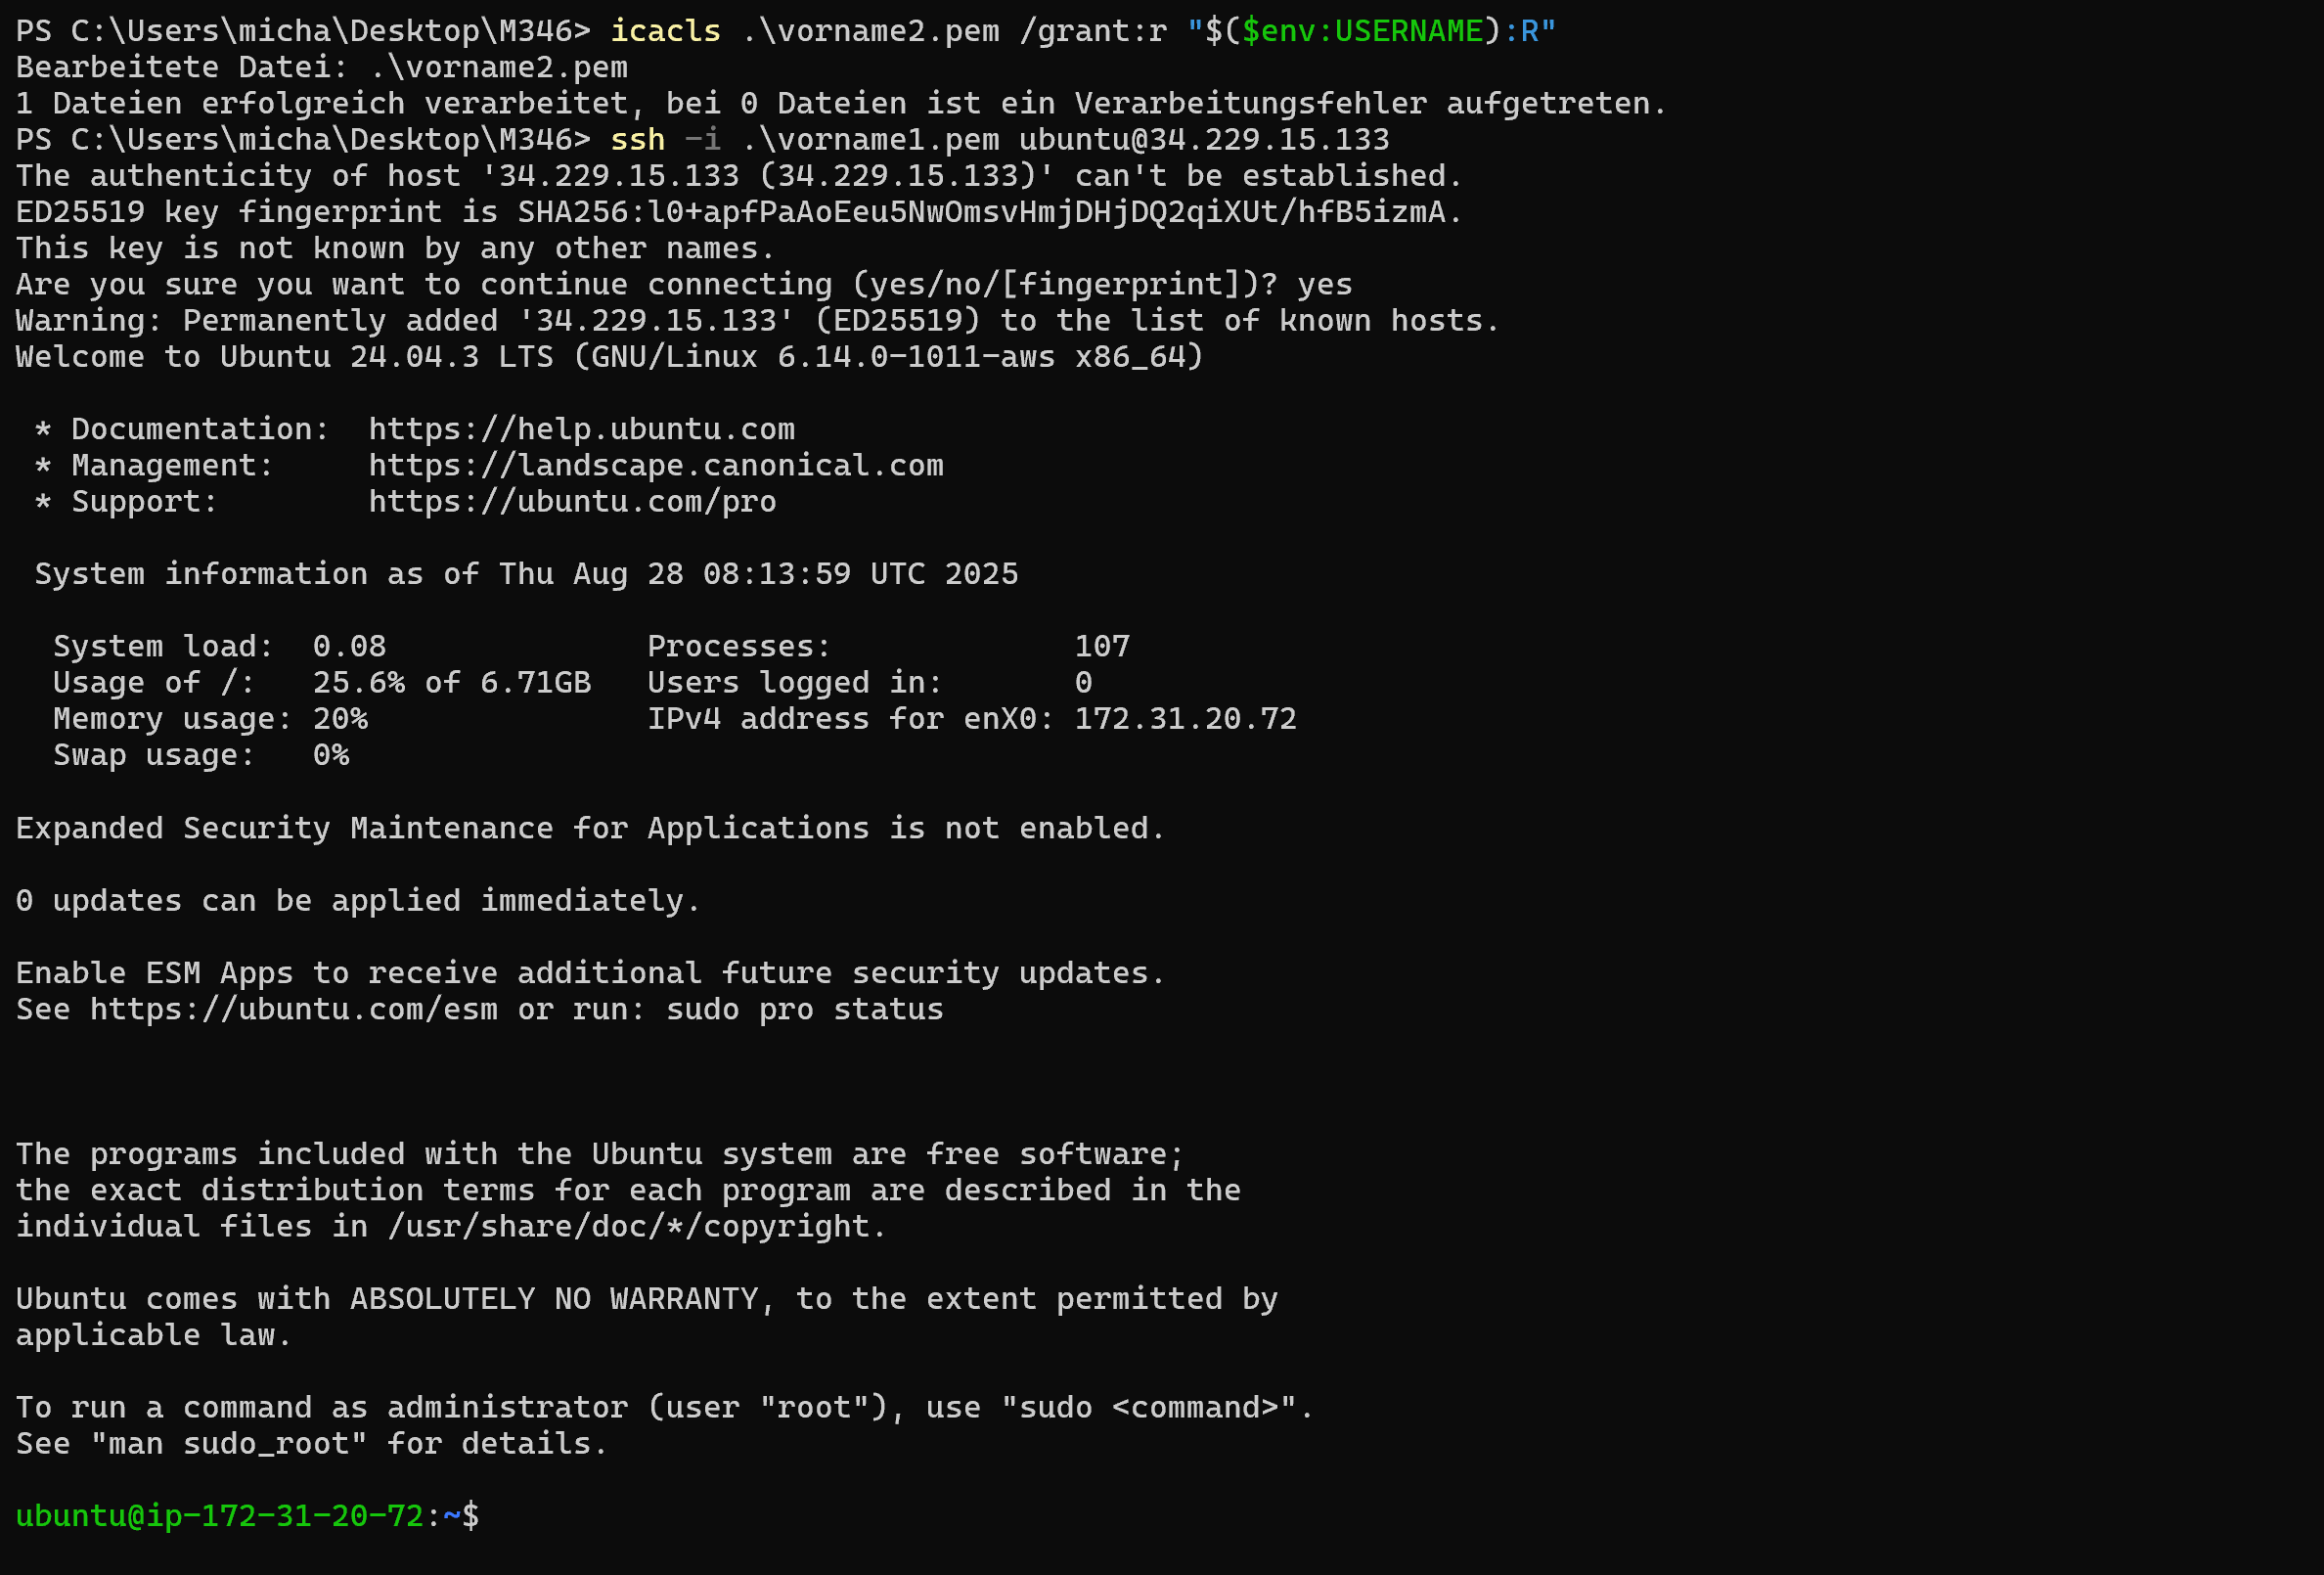 PS C:\Users\micha\Desktop\M346> icacls .\vorname2.pem /grant:r "$($env:USERNAME):R"
Bearbeitete Datei: .\vorname2.pem
1 Dateien erfolgreich verarbeitet, bei 0 Dateien ist ein Verarbeitungsfehler aufgetreten.
PS C:\Users\micha\Desktop\M346> ssh -i .\vorname1.pem ubuntu@34.229.15.133
The authenticity of host '34.229.15.133 (34.229.15.133)' can't be established.
ED25519 key fingerprint is SHA256:l0+apfPaAoEeu5NwOmsvHmjDHjDQ2qiXUt/hfB5izmA.
This key is not known by any other names.
Are you sure you want to continue connecting (yes/no/[fingerprint])? yes
Warning: Permanently added '34.229.15.133' (ED25519) to the list of known hosts.
Welcome to Ubuntu 24.04.3 LTS (GNU/Linux 6.14.0-1011-aws x86_64)

 * Documentation:  https://help.ubuntu.com
 * Management:     https://landscape.canonical.com
 * Support:        https://ubuntu.com/pro

 System information as of Thu Aug 28 08:13:59 UTC 2025

  System load:  0.08              Processes:             107
  Usage of /:   25.6% of 6.71GB   Users logged in:       0
  Memory usage: 20%               IPv4 address for enX0: 172.31.20.72
  Swap usage:   0%

Expanded Security Maintenance for Applications is not enabled.

0 updates can be applied immediately.

Enable ESM Apps to receive additional future security updates.
See https://ubuntu.com/esm or run: sudo pro status

The programs included with the Ubuntu system are free software;
the exact distribution terms for each program are described in the
individual files in /usr/share/doc/*/copyright.

Ubuntu comes with ABSOLUTELY NO WARRANTY, to the extent permitted by
applicable law.

To run a command as administrator (user "root"), use "sudo <command>".
See "man sudo_root" for details.

ubuntu@ip-172-31-20-72:~$